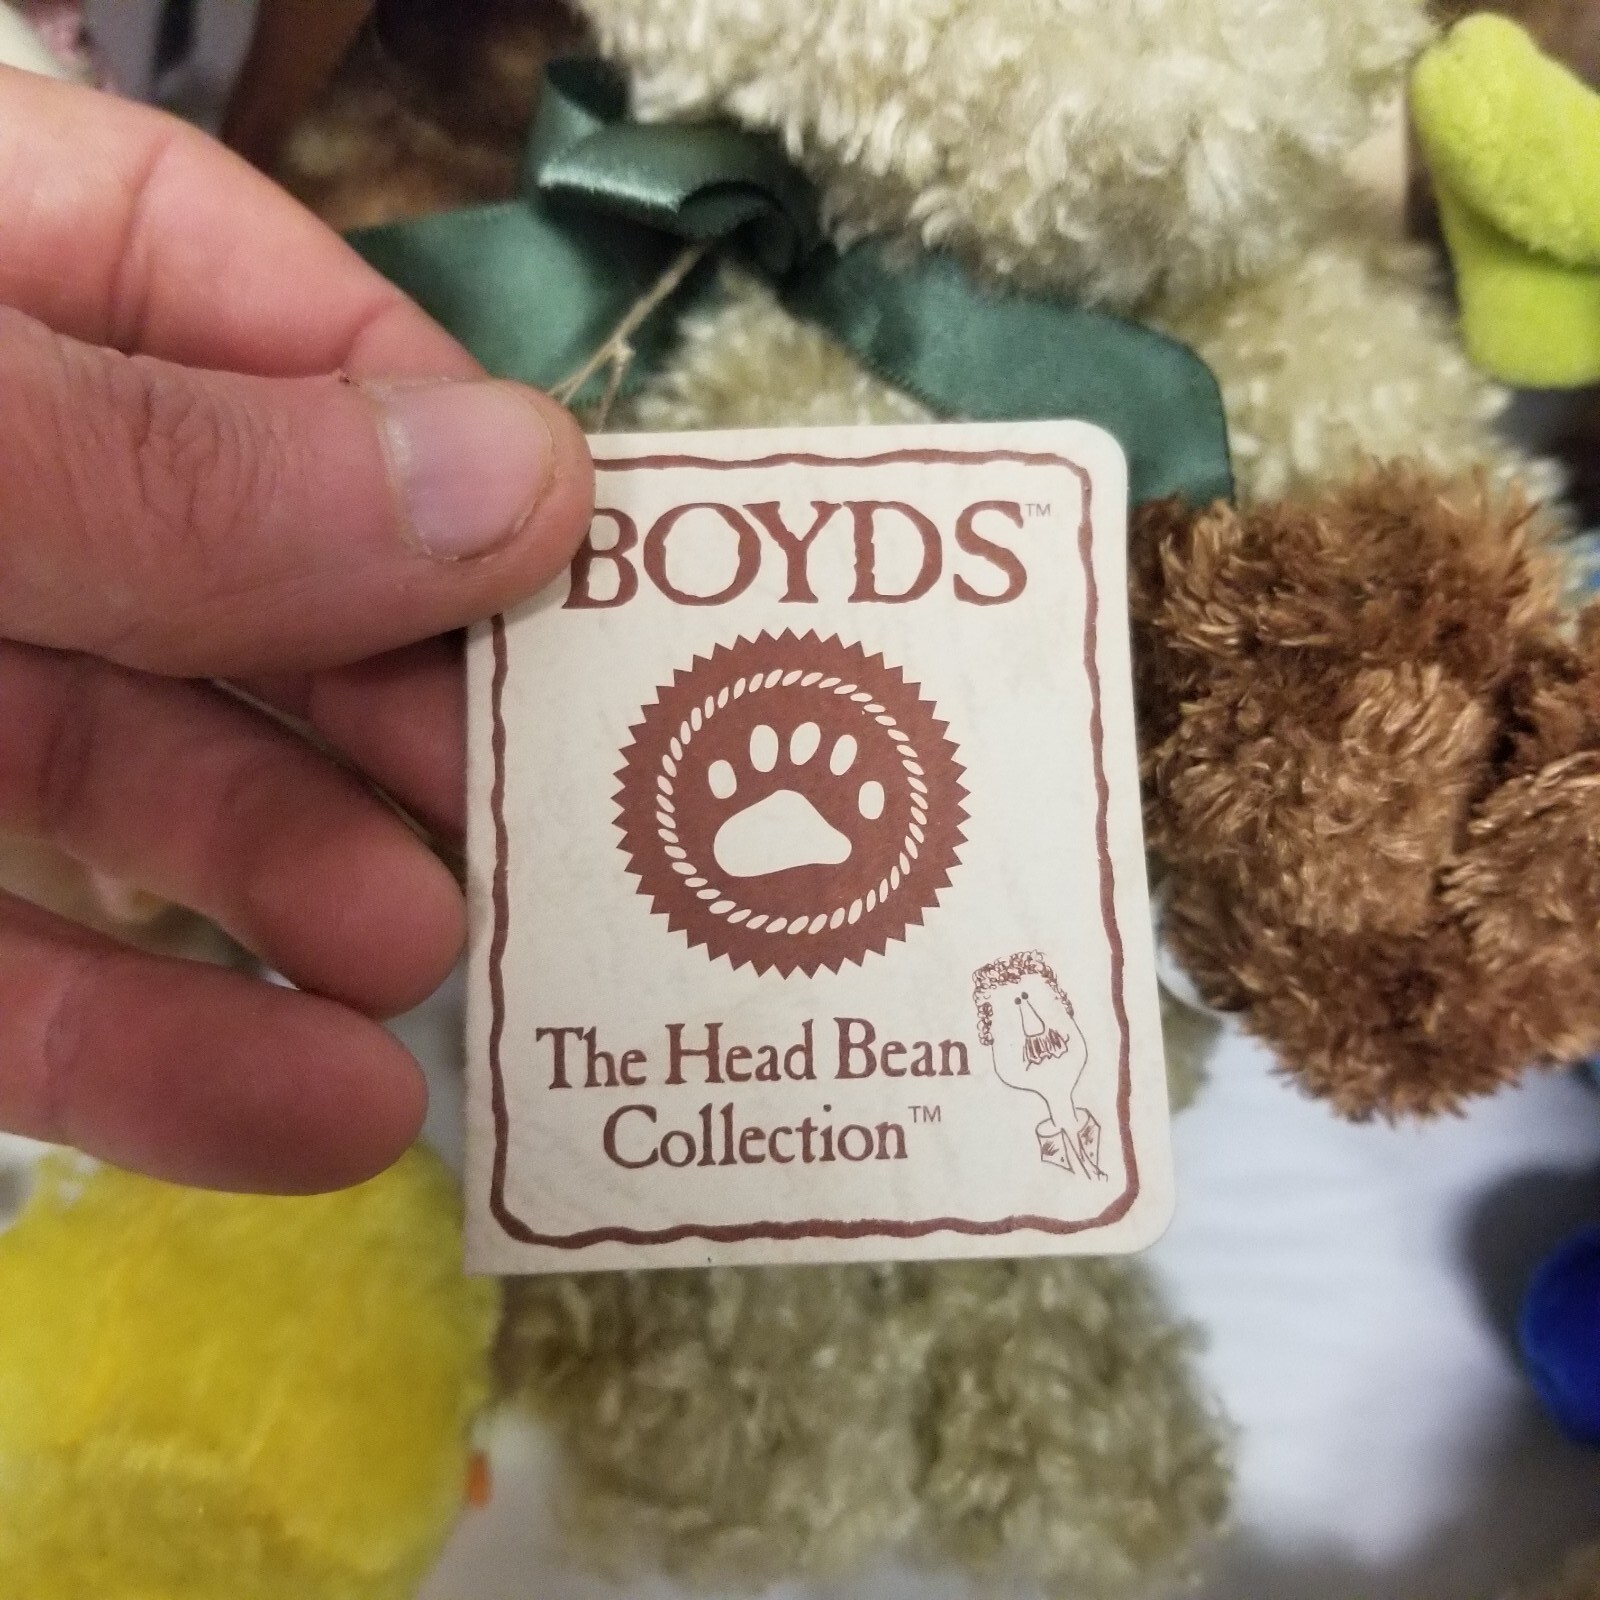 BOYDS™
The Head Bean
Collection™